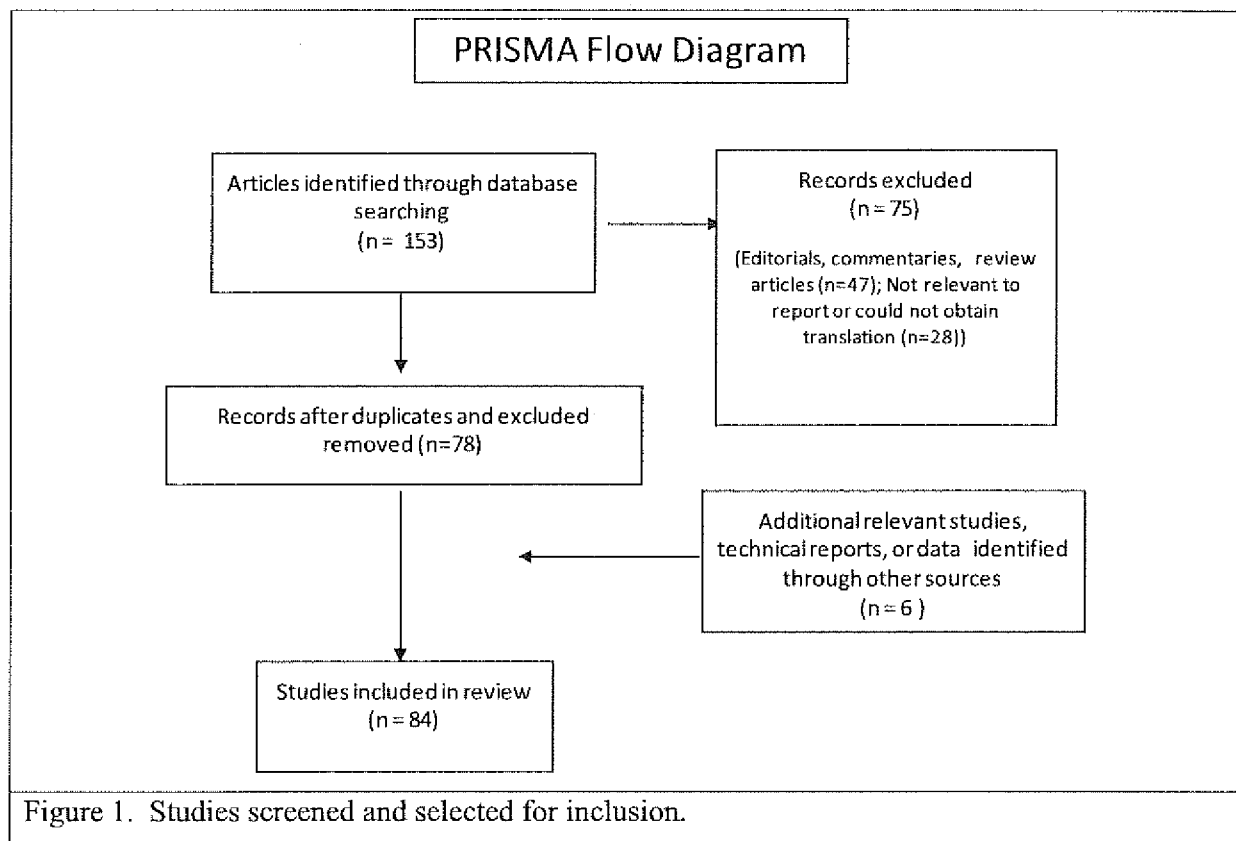 PRISMA Flow Diagram
Articles identified through database
searching
(n = 153)
Records excluded
(n = 75)
(Editorials, commentaries, review
articles (n=47); Not relevant to
report or could not obtain
translation (n=28))
Records after duplicates and excluded
removed (n=78)
Additional relevant studies,
technical reports, or data identified
through other sources
(n = 6 )
Studies included in review
(n = 84)
Figure 1. Studies screened and selected for inclusion.